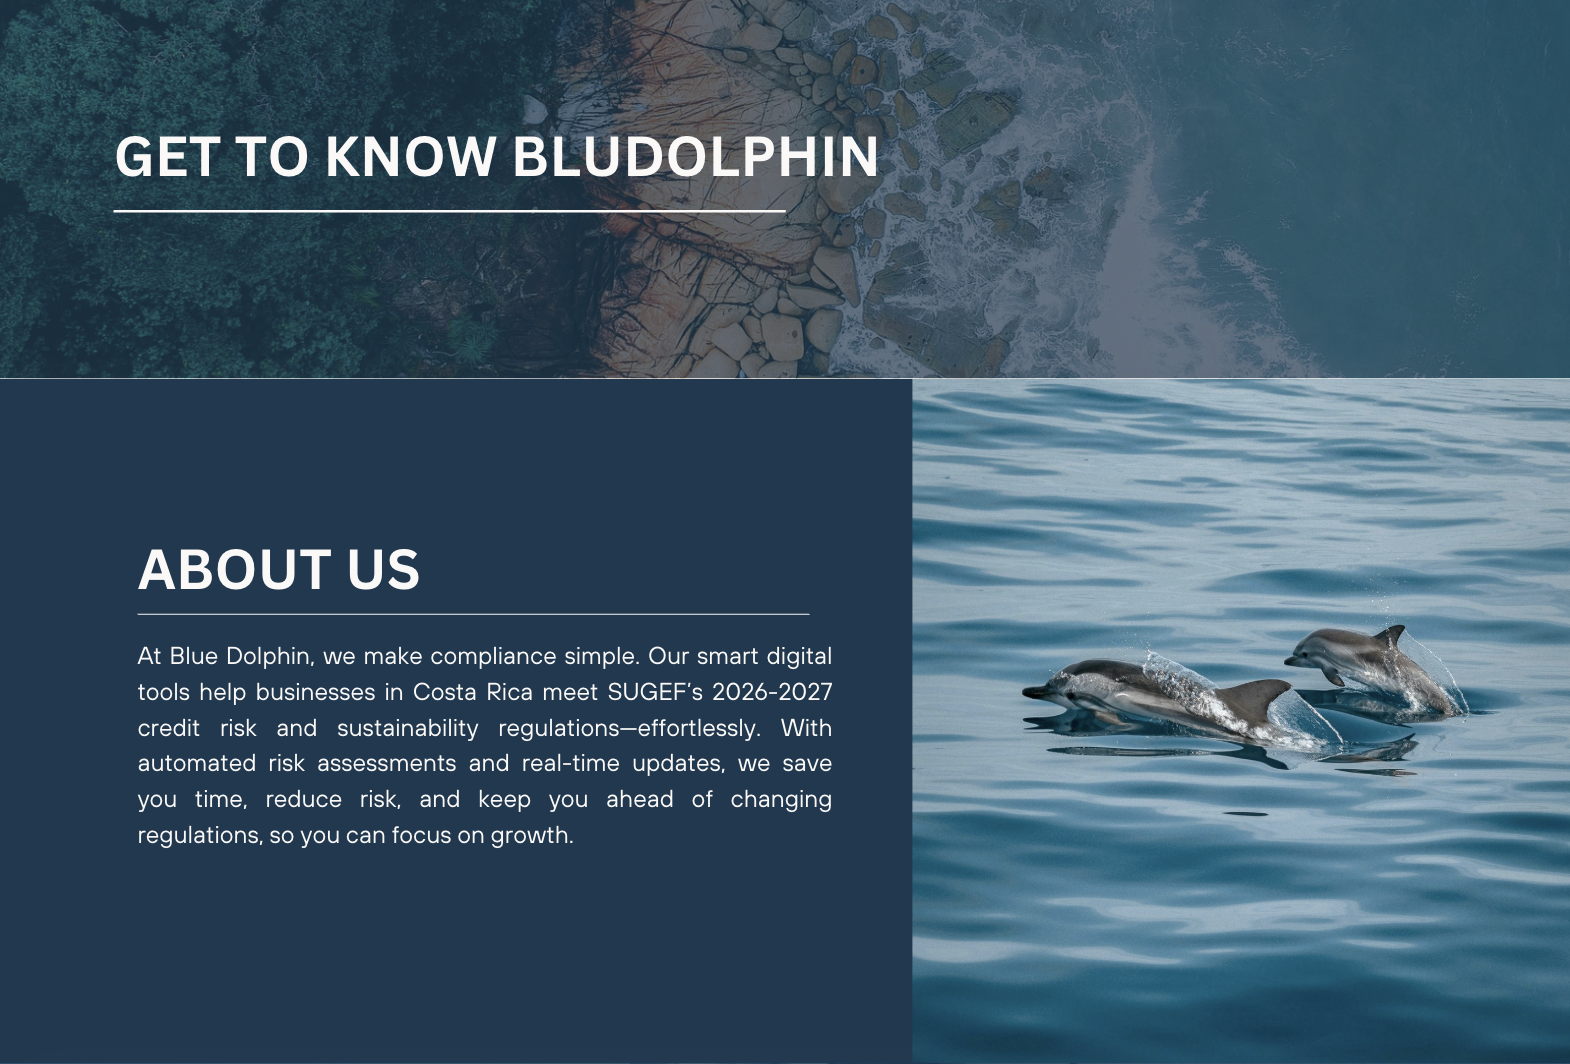 GET TO KNOW BLUDOLPHIN
ABOUT US
At Blue Dolphin, we make compliance simple. Our smart digital
tools help businesses in Costa Rica meet SUGEF’s 2026-2027
credit risk and sustainability regulations—effortlessly. With
automated risk assessments and real-time updates, we save
you time, reduce risk, and keep you ahead of changing
regulations, so you can focus on growth.